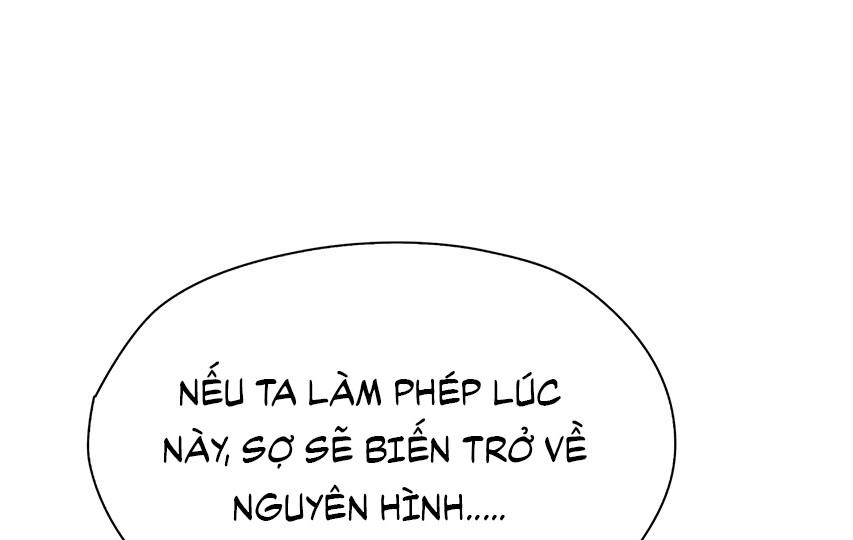 NẾU TA LÀM PHÉP LÚC
NÀY, SỢ SẼ BIẾN TRỞ VỀ
NGUYÊN HÌNH.....